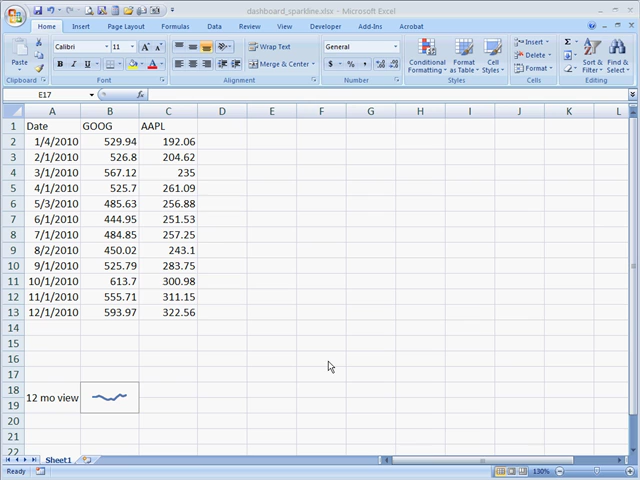 dashboard_sparkline.xlsx - Microsoft Excel
Home Insert Page Layout Formulas Data Review View Developer Add-Ins Acrobat
Calibri 11 Wrap Text General Insert
Paste Merge & Center $ % , Conditional Formatting Format as Table Cell Styles Delete Format Sort & Filter Find & Select
Clipboard Font Alignment Number Styles Cells Editing
E17 fx
A B C D E F G H I J K L
1 Date GOOG AAPL
2 1/4/2010 529.94 192.06
3 2/1/2010 526.8 204.62
4 3/1/2010 567.12 235
5 4/1/2010 525.7 261.09
6 5/3/2010 485.63 256.88
7 6/1/2010 444.95 251.53
8 7/1/2010 484.85 257.25
9 8/2/2010 450.02 243.1
10 9/1/2010 525.79 283.75
11 10/1/2010 613.7 300.98
12 11/1/2010 555.71 311.15
13 12/1/2010 593.97 322.56
14
15
16
17
18
12 mo view
19
20
21
22
Sheet1
Ready 130%